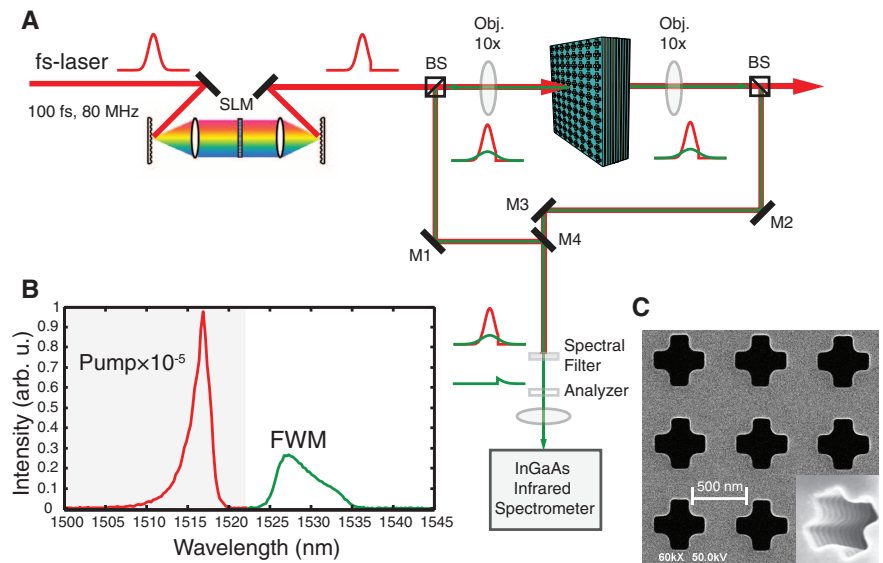 A
fs-laser
100 fs, 80 MHz
SLM
BS
Obj.
10x
Obj.
10x
BS
M1
M3
M4
M2
Spectral
Filter
Analyzer
InGaAs
Infrared
Spectrometer
B
Intensity (arb. u.)
1
0.9
0.8
0.7
0.6
0.5
0.4
0.3
0.2
0.1
0
Pump×10⁻⁵
FWM
1500 1510 1515 1520 1525 1530 1535 1540 1545
Wavelength (nm)
C
500 nm
60kX 50.0kV